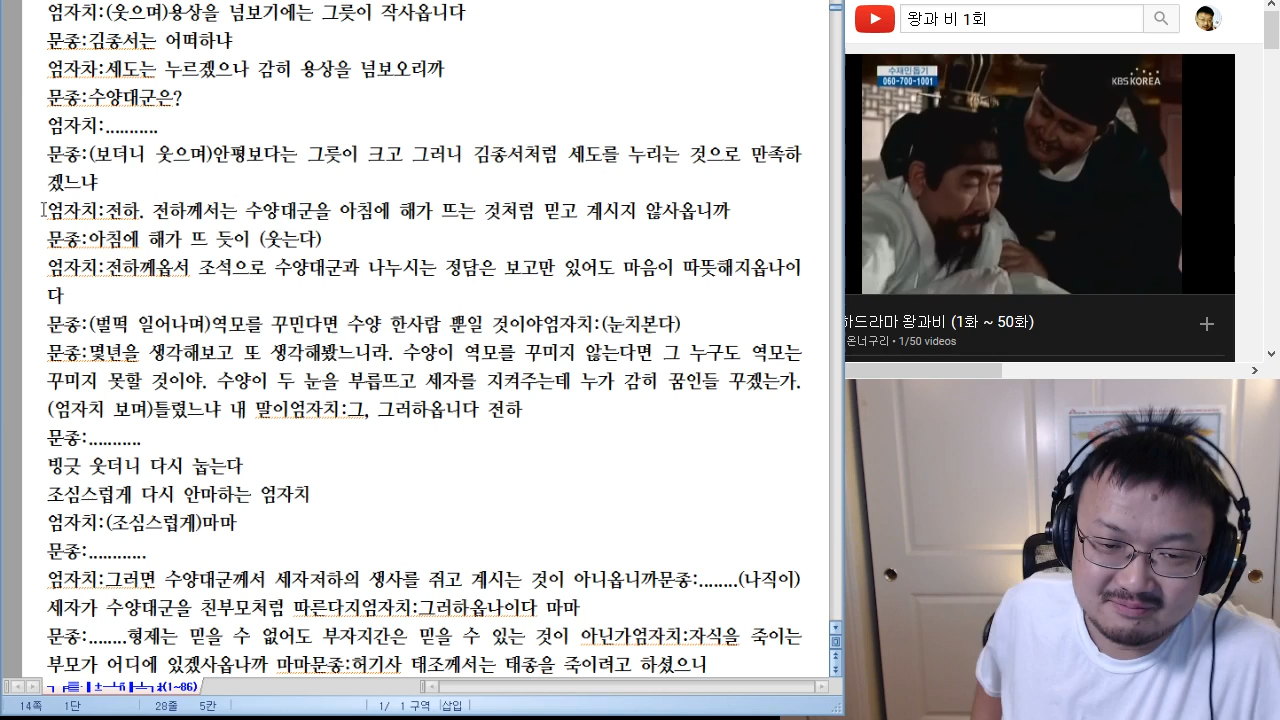 엄자치:(웃으며)용상을 넘보기에는 그릇이 작사옵니다
문종:김종서는 어떠하냐
엄자차:세도는 누르겠으나 감히 용상을 넘보오리까
문종:수양대군은?
엄자치:...........
문종:(보더니 웃으며)안평보다는 그릇이 크고 그러니 김종서처럼 세도를 누리는 것으로 만족하
겠느냐
엄자치:전하. 전하께서는 수양대군을 아침에 해가 뜨는 것처럼 믿고 계시지 않사옵니까
문종:아침에 해가 뜨 듯이 (웃는다)
엄자치:전하께옵서 조석으로 수양대군과 나누시는 정담은 보고만 있어도 마음이 따뜻해지옵나이
다
문종:(벌떡 일어나며)역모를 꾸민다면 수양 한사람 뿐일 것이야엄자치:(눈치본다)
문종:몇년을 생각해보고 또 생각해봤느니라. 수양이 역모를 꾸미지 않는다면 그 누구도 역모는
꾸미지 못할 것이야. 수양이 두 눈을 부릅뜨고 세자를 지켜주는데 누가 감히 꿈인들 꾸겠는가.
(엄자치 보며)틀렸느냐 내 말이엄자치:그, 그러하옵니다 전하
문종:...........
빙긋 웃더니 다시 눕는다
조심스럽게 다시 안마하는 엄자치
엄자치:(조심스럽게)마마
문종:............
엄자치:그러면 수양대군께서 세자저하의 생사를 쥐고 계시는 것이 아니옵니까문종:........(나직이)
세자가 수양대군을 친부모처럼 따른다지엄자치:그러하옵나이다 마마
문종:........형제는 믿을 수 없어도 부자지간은 믿을 수 있는 것이 아닌가엄자치:자식을 죽이는
부모가 어디에 있겠사옵나까 마마문종:허기사 태조께서는 태종을 죽이려고 하셨으니
(1~86)
14쪽 1단 28줄 5칸 1/ 1 구역 삽입
왕과 비 1회
수재민돕기
060-700-1001
KBS KOREA
하드라마 왕과비 (1화 ~ 50화)
온너구리 • 1/50 videos